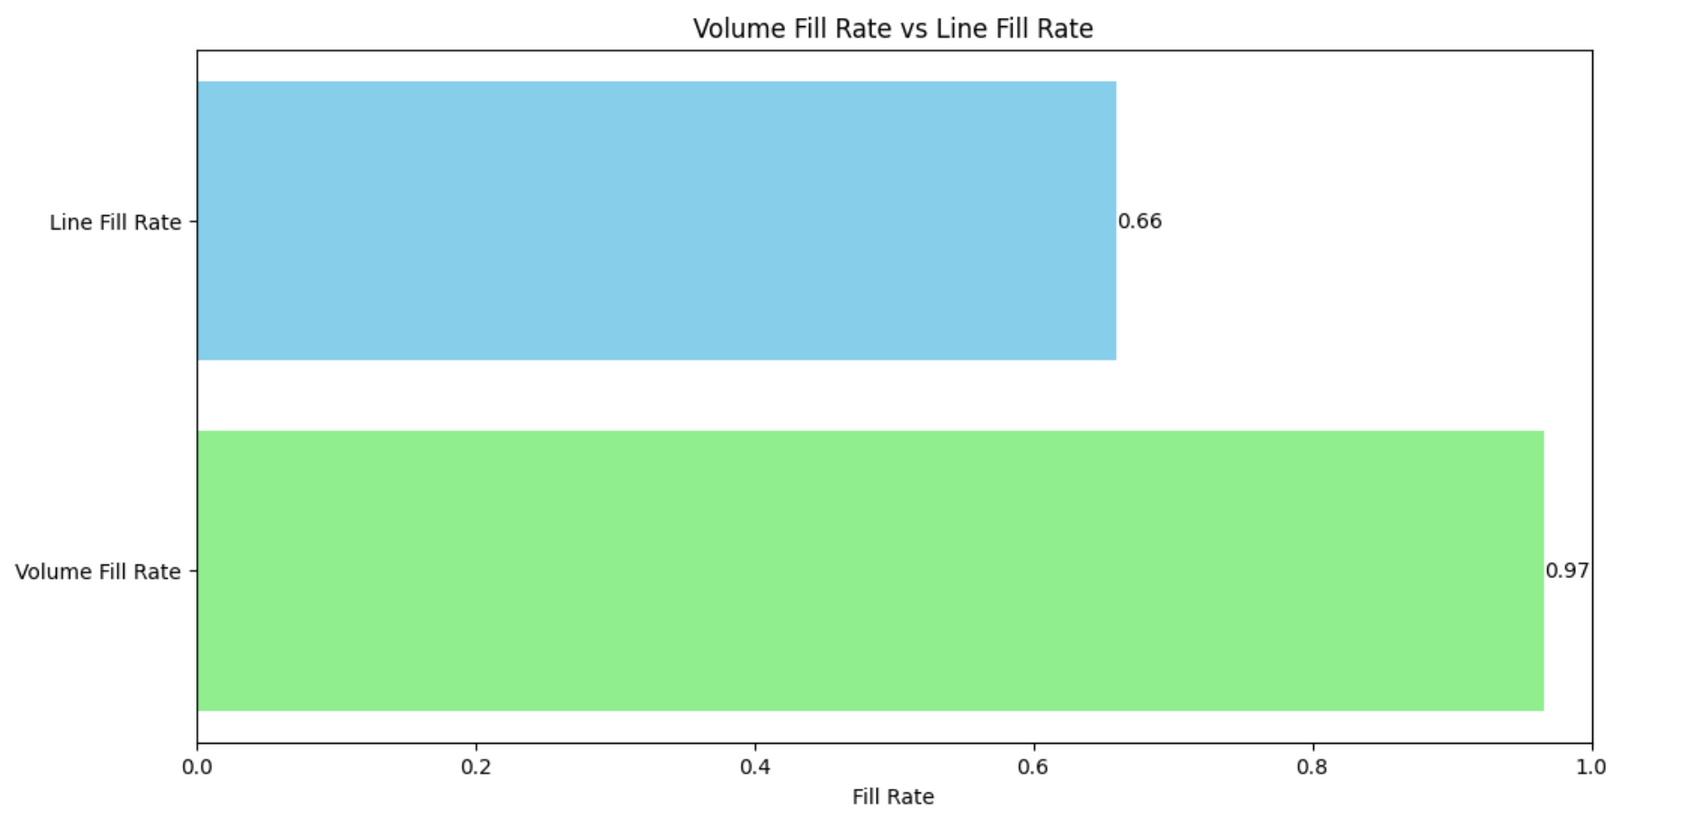 Volume Fill Rate vs Line Fill Rate
Line Fill Rate
0.66
Volume Fill Rate
0.97
0.0 0.2 0.4 0.6 0.8 1.0
Fill Rate